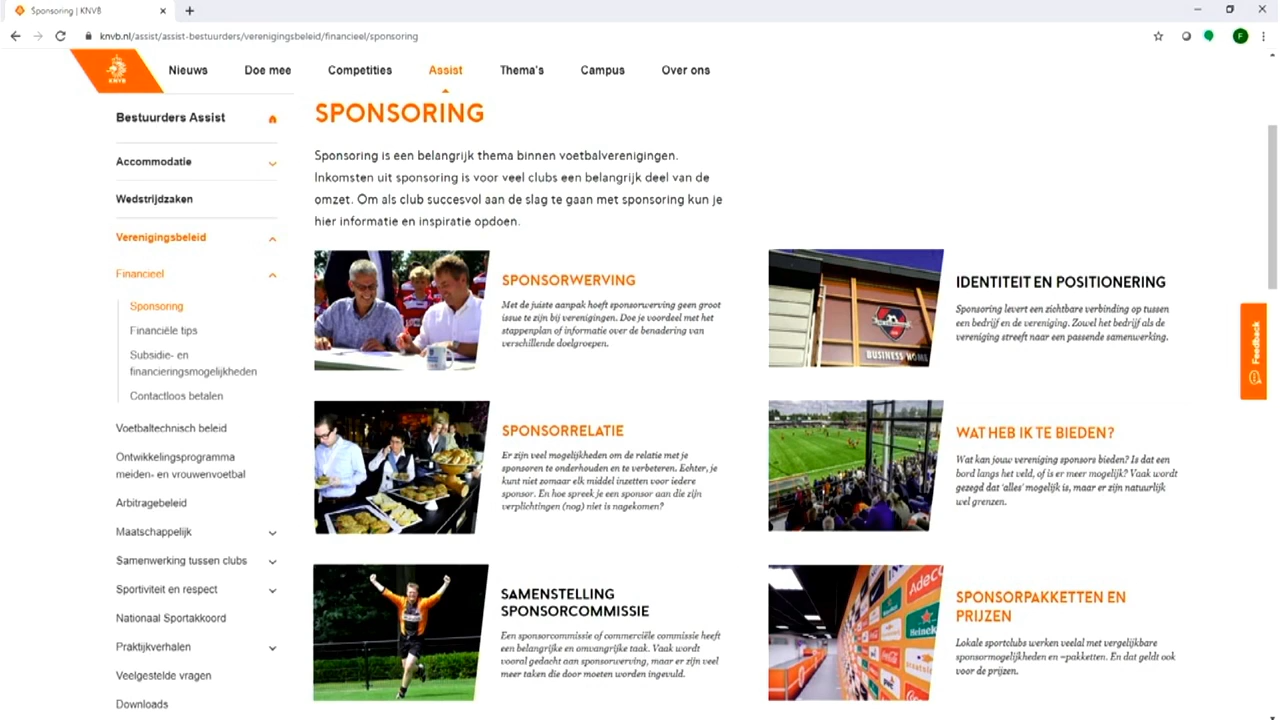 Sponsoring | KNVB
knvb.nl/assist/assist-bestuurders/verenigingsbeleid/financieel/sponsoring
F
KNVB
Nieuws
Doe mee
Competities
Assist
Thema's
Campus
Over ons
Bestuurders Assist
Accommodatie
Wedstrijdzaken
Verenigingsbeleid
Financieel
Sponsoring
Financiële tips
Subsidie- en
financieringsmogelijkheden
Contactloos betalen
Voetbaltechnisch beleid
Ontwikkelingsprogramma
meiden- en vrouwenvoetbal
Arbitragebeleid
Maatschappelijk
Samenwerking tussen clubs
Sportiviteit en respect
Nationaal Sportakkoord
Praktijkverhalen
Veelgestelde vragen
Downloads
SPONSORING
Sponsoring is een belangrijk thema binnen voetbalverenigingen.
Inkomsten uit sponsoring is voor veel clubs een belangrijk deel van de
omzet. Om als club succesvol aan de slag te gaan met sponsoring kun je
hier informatie en inspiratie opdoen.
SPONSORWERVING
Met de juiste aanpak hoeft sponsorwerving geen groot
issue te zijn bij verenigingen. Doe je voordeel met het
stappenplan of informatie over de benadering van
verschillende doelgroepen.
BUSINESS HOME
IDENTITEIT EN POSITIONERING
Sponsoring levert een zichtbare verbinding op tussen
een bedrijf en de vereniging. Zowel het bedrijf als de
vereniging streeft naar een passende samenwerking.
SPONSORRELATIE
Er zijn veel mogelijkheden om de relatie met je
sponsoren te onderhouden en te verbeteren. Echter, je
kunt niet zomaar elk middel inzetten voor iedere
sponsor. En hoe spreek je een sponsor aan die zijn
verplichtingen (nog) niet is nagekomen?
WAT HEB IK TE BIEDEN?
Wat kan jouw vereniging sponsors bieden? Is dat een
bord langs het veld, of is er meer mogelijk? Vaak wordt
gezegd dat 'alles' mogelijk is, maar er zijn natuurlijk
wel grenzen.
SAMENSTELLING
SPONSORCOMMISSIE
Een sponsorcommissie of commerciële commissie heeft
een belangrijke en omvangrijke taak. Vaak wordt
vooral gedacht aan sponsorwerving, maar er zijn veel
meer taken die door moeten worden ingevuld.
Adecc
Heineke
SPONSORPAKKETTEN EN
PRIJZEN
Lokale sportclubs werken veelal met vergelijkbare
sponsormogelijkheden en –pakketten. En dat geldt ook
voor de prijzen.
Feedback